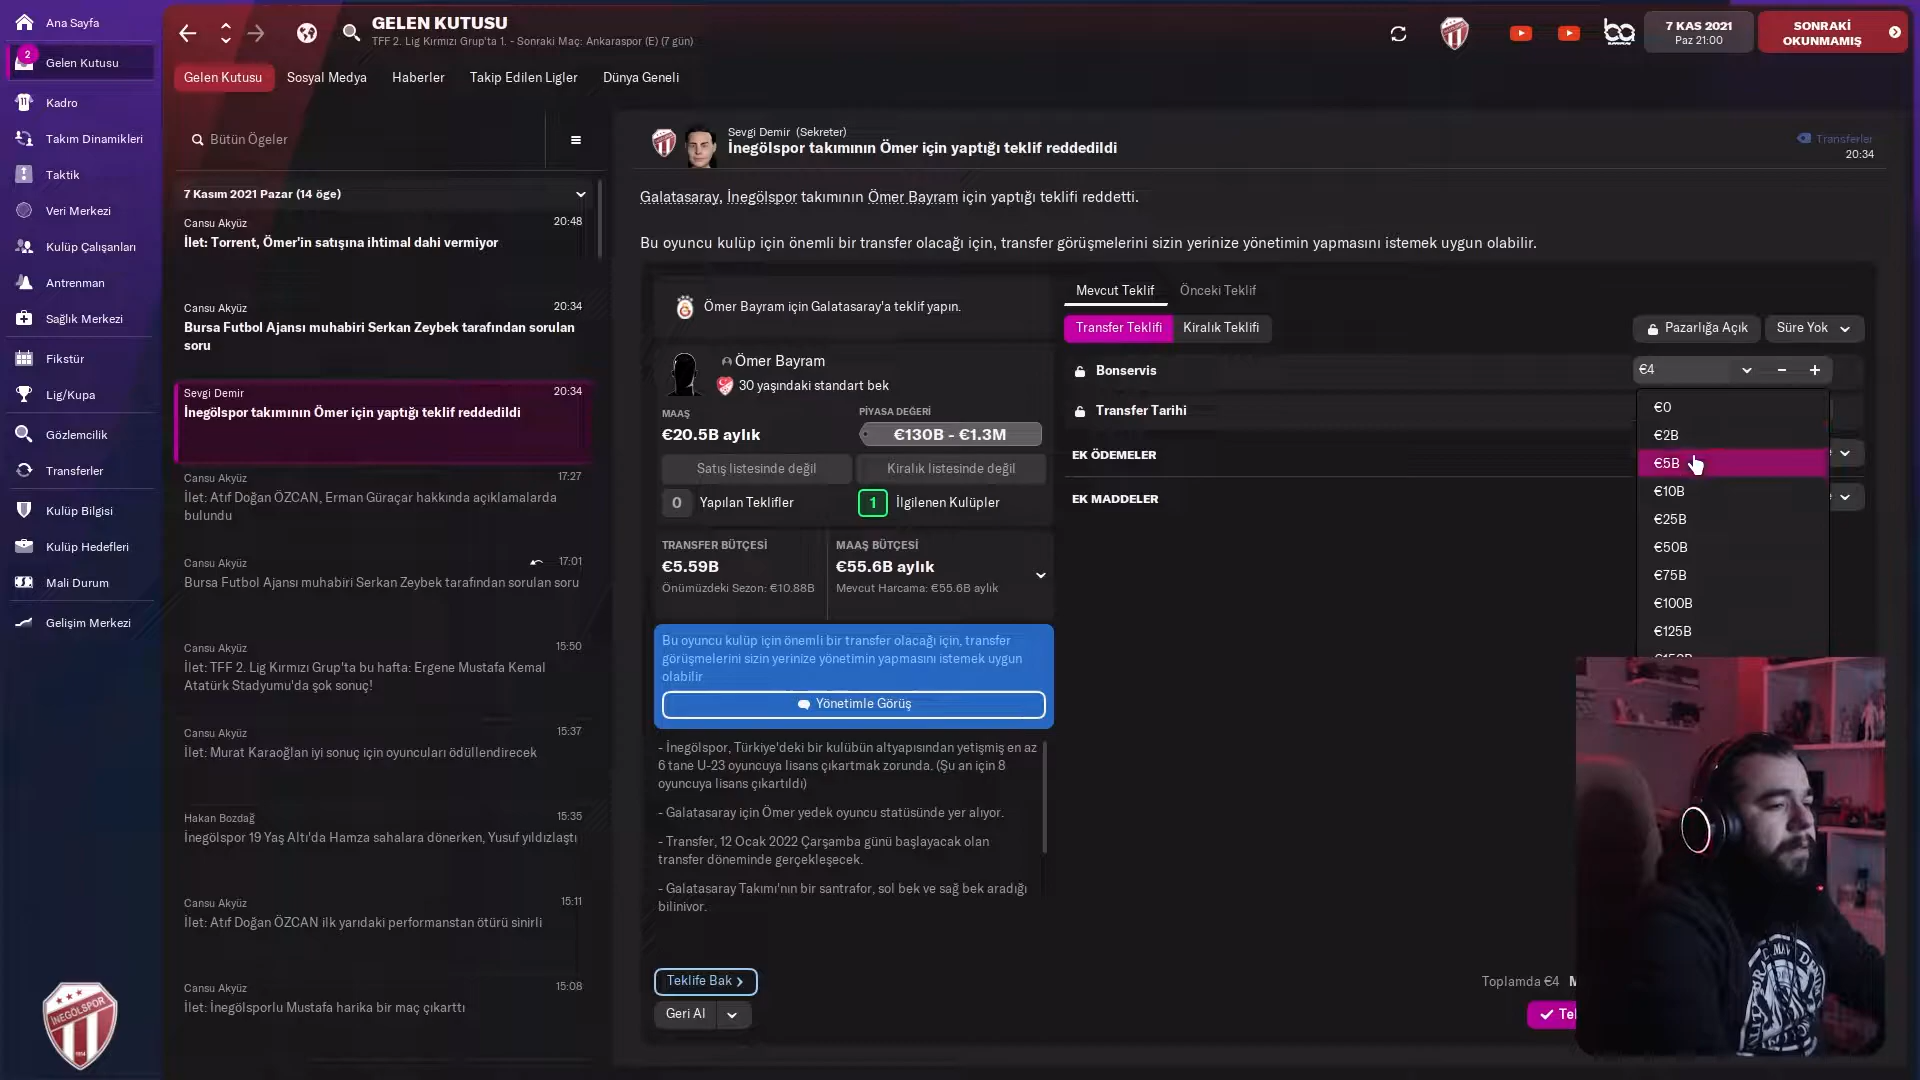 Ana Sayfa
2
Gelen Kutusu
Kadro
Takım Dinamikleri
Taktik
Veri Merkezi
Kulüp Çalışanları
Antrenman
Sağlık Merkezi
Fikstür
Lig/Kupa
Gözlemcilik
Transferler
Kulüp Bilgisi
Kulüp Hedefleri
Mali Durum
Gelişim Merkezi
İNEGÖLSPOR
GELEN KUTUSU
TFF 2. Lig Kırmızı Grup'ta 1. - Sonraki Maç: Ankaraspor (E) (7 gün)
7 KAS 2021
Paz 21:00
SONRAKİ
OKUNMAMIŞ
Gelen Kutusu
Sosyal Medya
Haberler
Takip Edilen Ligler
Dünya Geneli
Bütün Ögeler
7 Kasım 2021 Pazar (14 öge)
Cansu Akyüz 20:48
İlet: Torrent, Ömer'in satışına ihtimal dahi vermiyor
Cansu Akyüz 20:34
Bursa Futbol Ajansı muhabiri Serkan Zeybek tarafından sorulan
soru
Sevgi Demir 20:34
İnegölspor takımının Ömer için yaptığı teklif reddedildi
Cansu Akyüz 17:27
İlet: Atıf Doğan ÖZCAN, Erman Güraçar hakkında açıklamalarda
bulundu
Cansu Akyüz 17:01
Bursa Futbol Ajansı muhabiri Serkan Zeybek tarafından sorulan soru
Cansu Akyüz 15:50
İlet: TFF 2. Lig Kırmızı Grup'ta bu hafta: Ergene Mustafa Kemal
Atatürk Stadyumu'da şok sonuç!
Cansu Akyüz 15:37
İlet: Murat Karaoğlan iyi sonuç için oyuncuları ödüllendirecek
Hakan Bozdağ 15:35
İnegölspor 19 Yaş Altı'da Hamza sahalara dönerken, Yusuf yıldızlaştı
Cansu Akyüz 15:11
İlet: Atıf Doğan ÖZCAN ilk yarıdaki performanstan ötürü sinirli
Cansu Akyüz 15:08
İlet: İnegölsporlu Mustafa harika bir maç çıkarttı
Sevgi Demir (Sekreter)
İnegölspor takımının Ömer için yaptığı teklif reddedildi
Transferler
20:34
Galatasaray, İnegölspor takımının Ömer Bayram için yaptığı teklifi reddetti.
Bu oyuncu kulüp için önemli bir transfer olacağı için, transfer görüşmelerini sizin yerinize yönetimin yapmasını istemek uygun olabilir.
Ömer Bayram için Galatasaray'a teklif yapın.
Ömer Bayram
30 yaşındaki standart bek
MAAŞ
€20.5B aylık
PİYASA DEĞERİ
€130B - €1.3M
Satış listesinde değil
Kiralık listesinde değil
0 Yapılan Teklifler
1 İlgilenen Kulüpler
TRANSFER BÜTÇESİ
€5.59B
Önümüzdeki Sezon: €10.88B
MAAŞ BÜTÇESİ
€55.6B aylık
Mevcut Harcama: €55.6B aylık
Bu oyuncu kulüp için önemli bir transfer olacağı için, transfer
görüşmelerini sizin yerinize yönetimin yapmasını istemek uygun
olabilir
Yönetimle Görüş
- İnegölspor, Türkiye'deki bir kulübün altyapısından yetişmiş en az
6 tane U-23 oyuncuya lisans çıkartmak zorunda. (Şu an için 8
oyuncuya lisans çıkartıldı)
- Galatasaray için Ömer yedek oyuncu statüsünde yer alıyor.
- Transfer, 12 Ocak 2022 Çarşamba günü başlayacak olan
transfer döneminde gerçekleşecek.
- Galatasaray Takımı'nın bir santrafor, sol bek ve sağ bek aradığı
biliniyor.
Teklife Bak
Geri Al
Mevcut Teklif
Önceki Teklif
Transfer Teklifi
Kiralık Teklifi
Pazarlığa Açık
Süre Yok
Bonservis
€4
Transfer Tarihi
EK ÖDEMELER
EK MADDELER
€0
€2B
€5B
€10B
€25B
€50B
€75B
€100B
€125B
€150B
Toplamda €4